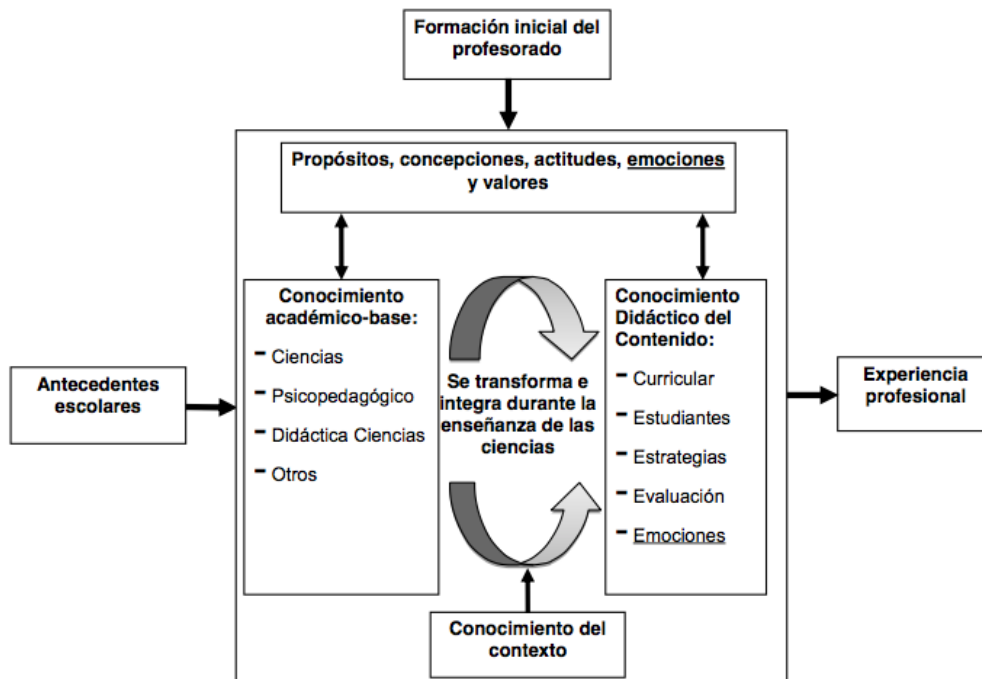 Formación inicial del
profesorado
Propósitos, concepciones, actitudes, emociones
y valores
Antecedentes
escolares
Conocimiento
académico-base:
- Ciencias
- Psicopedagógico
- Didáctica Ciencias
- Otros
Se transforma e
integra durante la
enseñanza de las
ciencias
Conocimiento
Didáctico del
Contenido:
- Curricular
- Estudiantes
- Estrategias
- Evaluación
- Emociones
Experiencia
profesional
Conocimiento del
contexto